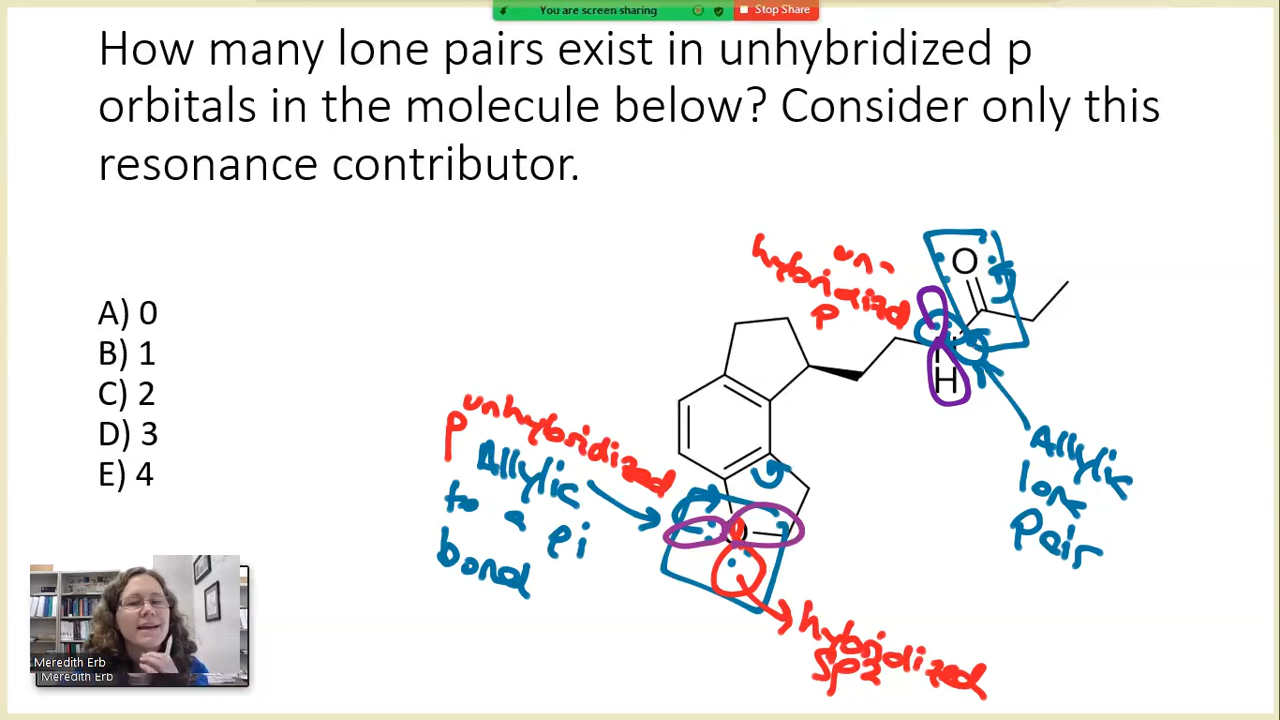 You are screen sharing
Stop Share
How many lone pairs exist in unhybridized p
orbitals in the molecule below? Consider only this
resonance contributor.
A) 0
B) 1
C) 2
D) 3
E) 4
un-
hybridized
p
O
H
unhybridized
p
Allylic
to a pi
bond
Allylic
lone
pair
hybridized
sp2
Meredith Erb
Meredith Erb